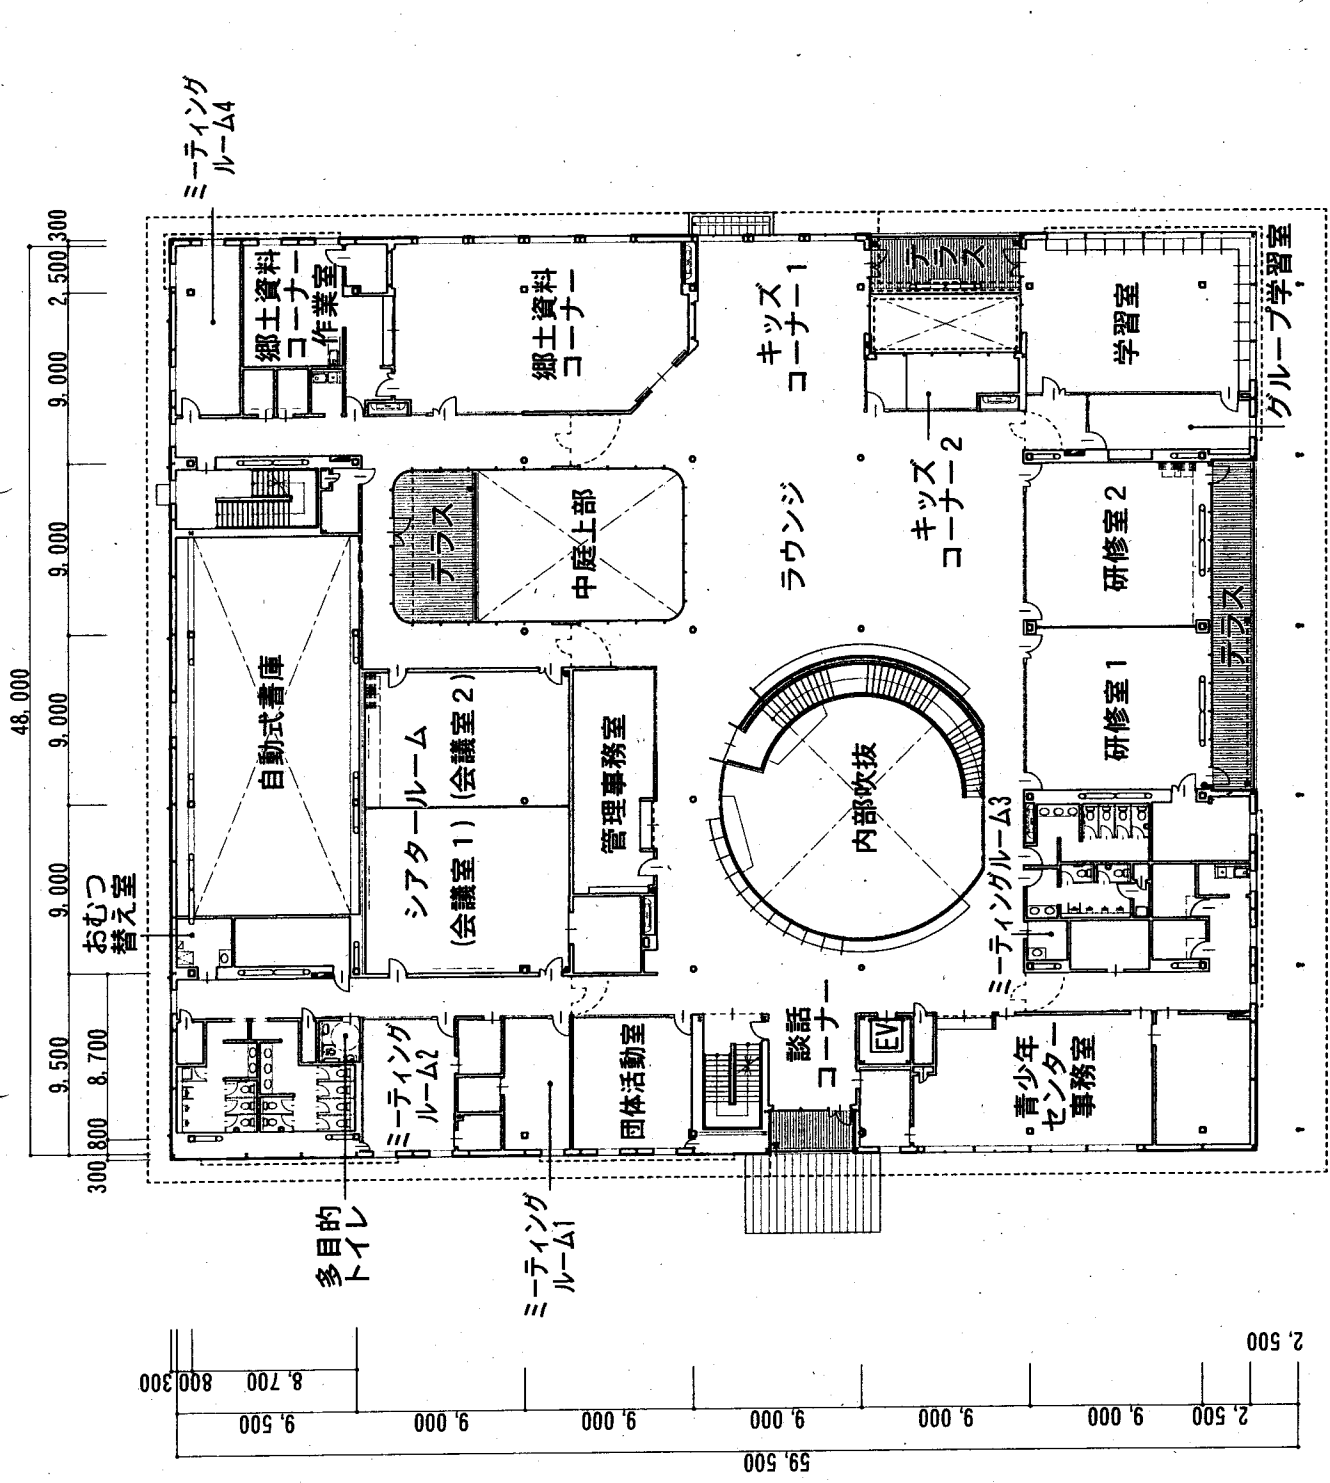 ミーティング
ルーム4
300
2,500
9,000
9,000
9,000
9,000
9,500
8,700
800
300
48,000
郷土資料
コーナー
作業室
郷土資料
コーナー
キッズ
コーナー1
テラス
学習室
グループ学習室
キッズ
コーナー2
テラス
中庭上部
ラウンジ
研修室2
研修室1
テラス
自動式書庫
シアタールーム
(会議室1)(会議室2)
管理事務室
内部吹抜
おむつ
替え室
ミーティングルーム3
ミーティング
ルーム2
団体活動室
談話
コーナー
EV
青少年
センター
事務室
多目的
トイレ
ミーティング
ルーム1
300
800
8,700
9,500
9,000
9,000
9,000
9,000
9,000
2,500
2,500
59,500